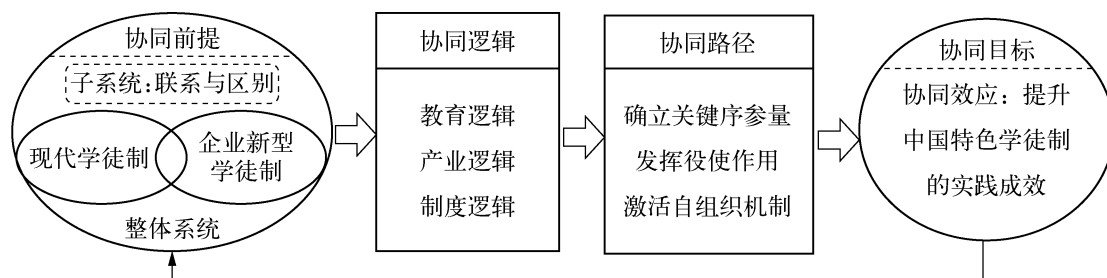 协同前提
子系统:联系与区别
现代学徒制
企业新型
学徒制
整体系统
协同逻辑
教育逻辑
产业逻辑
制度逻辑
协同路径
确立关键序参量
发挥役使作用
激活自组织机制
协同目标
协同效应：提升
中国特色学徒制
的实践成效